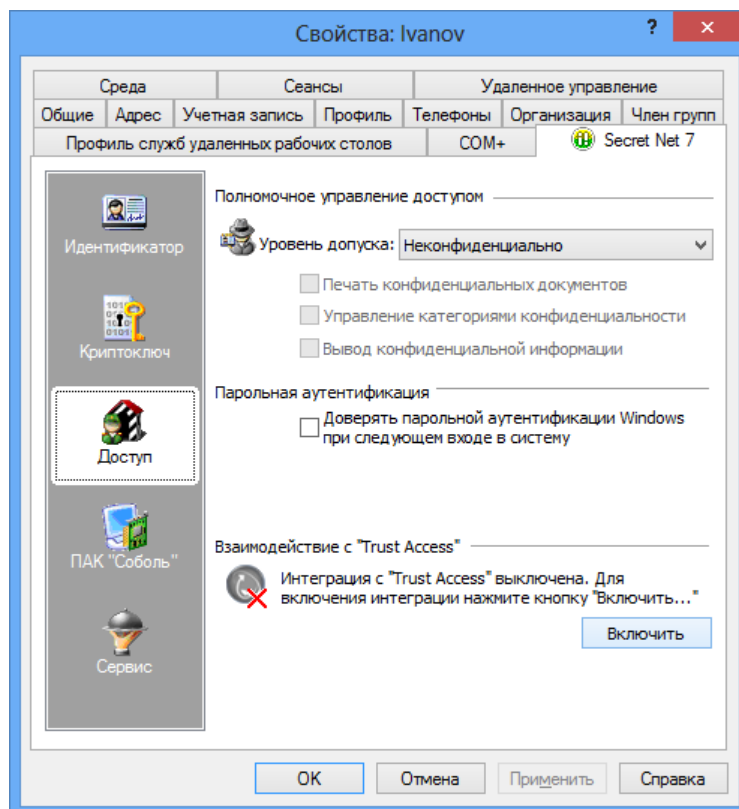 Свойства: Ivanov
?
Среда
Сеансы
Удаленное управление
Общие
Адрес
Учетная запись
Профиль
Телефоны
Организация
Член групп
Профиль служб удаленных рабочих столов
COM+
Secret Net 7
Идентификатор
Криптоключ
Доступ
ПАК "Соболь"
Сервис
Полномочное управление доступом
Уровень допуска:
Неконфиденциально
Печать конфиденциальных документов
Управление категориями конфиденциальности
Вывод конфиденциальной информации
Парольная аутентификация
Доверять парольной аутентификации Windows
при следующем входе в систему
Взаимодействие с "Trust Access"
Интеграция с "Trust Access" выключена. Для
включения интеграции нажмите кнопку "Включить..."
Включить
OK
Отмена
Применить
Справка